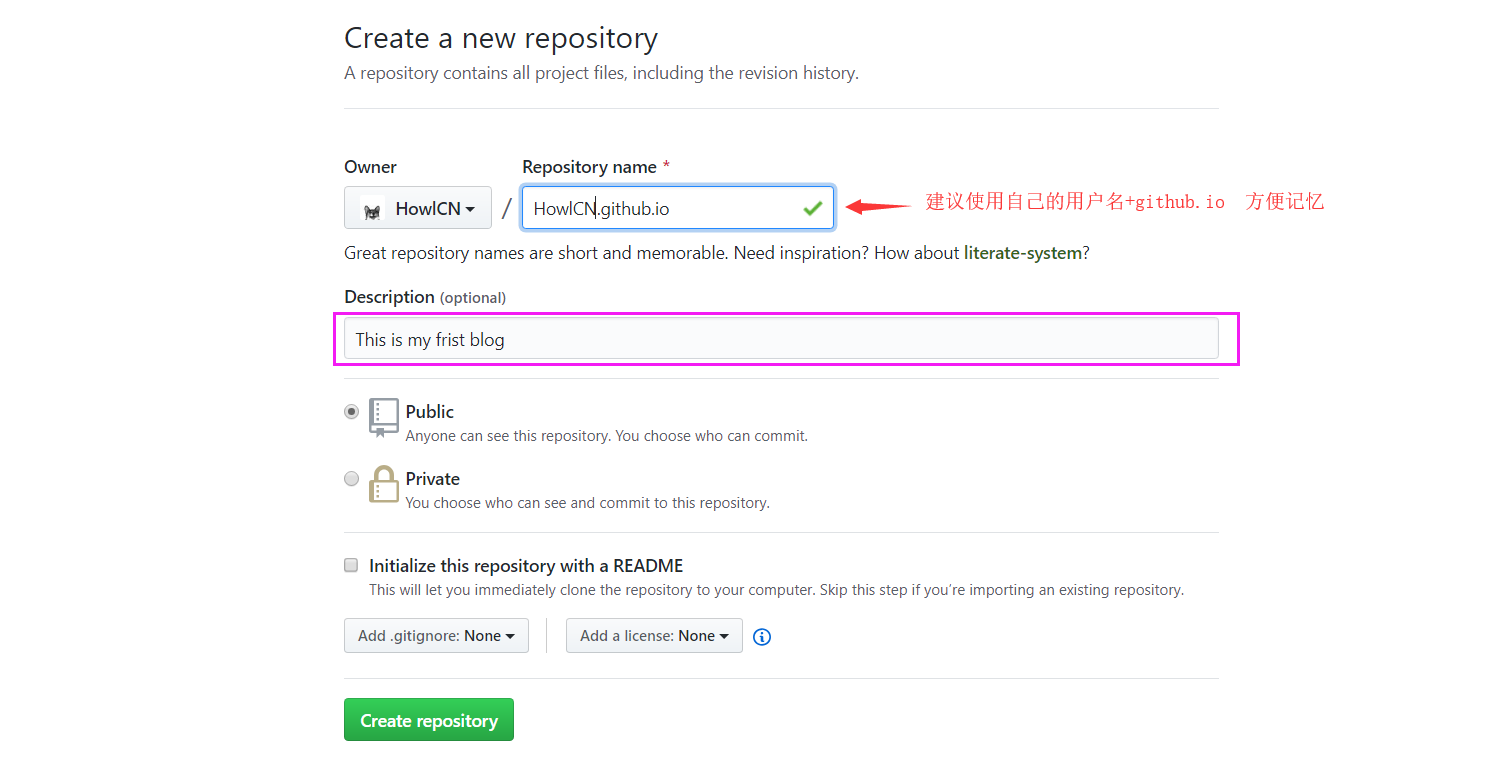 Create a new repository
A repository contains all project files, including the revision history.
Owner
Repository name *
HowlCN / HowlCN.github.io
建议使用自己的用户名+github.io 方便记忆
Great repository names are short and memorable. Need inspiration? How about literate-system?
Description (optional)
This is my frist blog
Public
Anyone can see this repository. You choose who can commit.
Private
You choose who can see and commit to this repository.
Initialize this repository with a README
This will let you immediately clone the repository to your computer. Skip this step if you’re importing an existing repository.
Add .gitignore: None
Add a license: None
Create repository